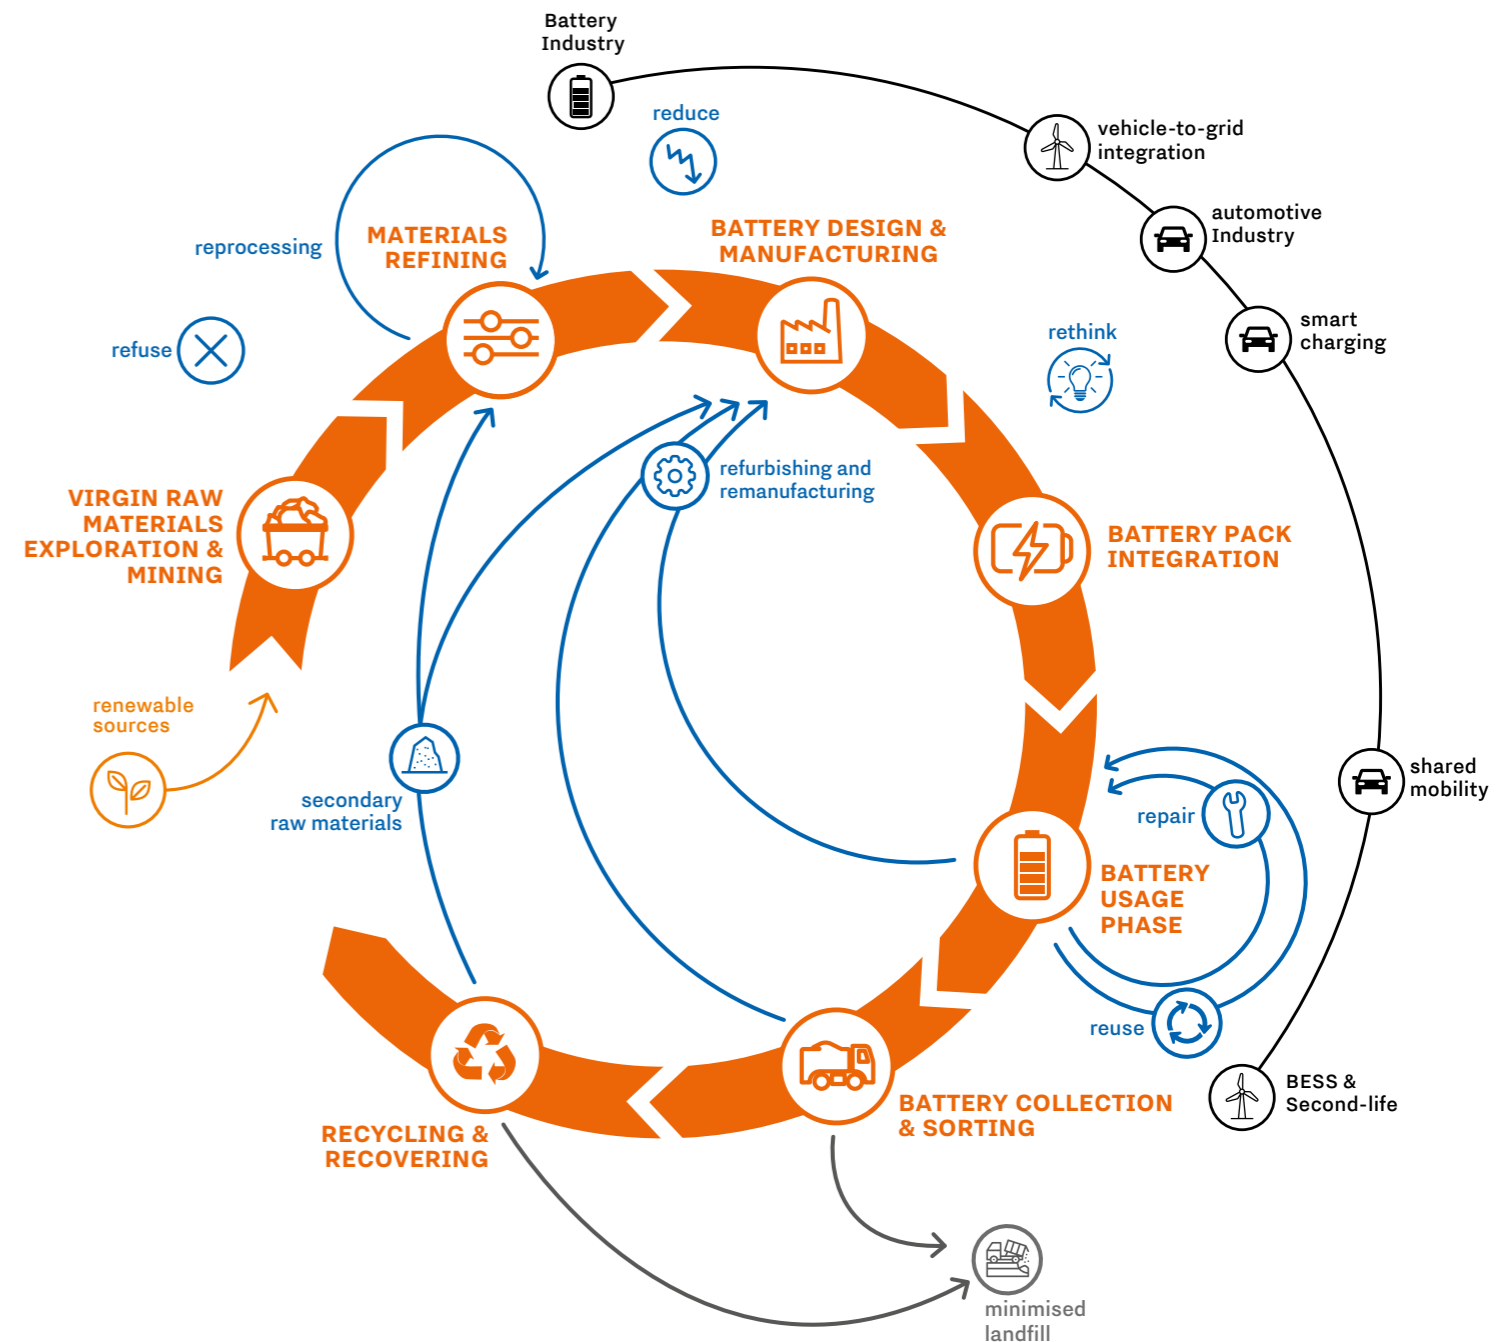 Battery
Industry
reduce
vehicle-to-grid
integration
automotive
Industry
reprocessing
MATERIALS
REFINING
BATTERY DESIGN &
MANUFACTURING
refuse
rethink
smart
charging
refurbishing and
remanufacturing
VIRGIN RAW
MATERIALS
EXPLORATION &
MINING
BATTERY PACK
INTEGRATION
renewable
sources
secondary
raw materials
repair
shared
mobility
BATTERY
USAGE
PHASE
reuse
BESS &
Second-life
BATTERY COLLECTION
& SORTING
RECYCLING &
RECOVERING
minimised
landfill